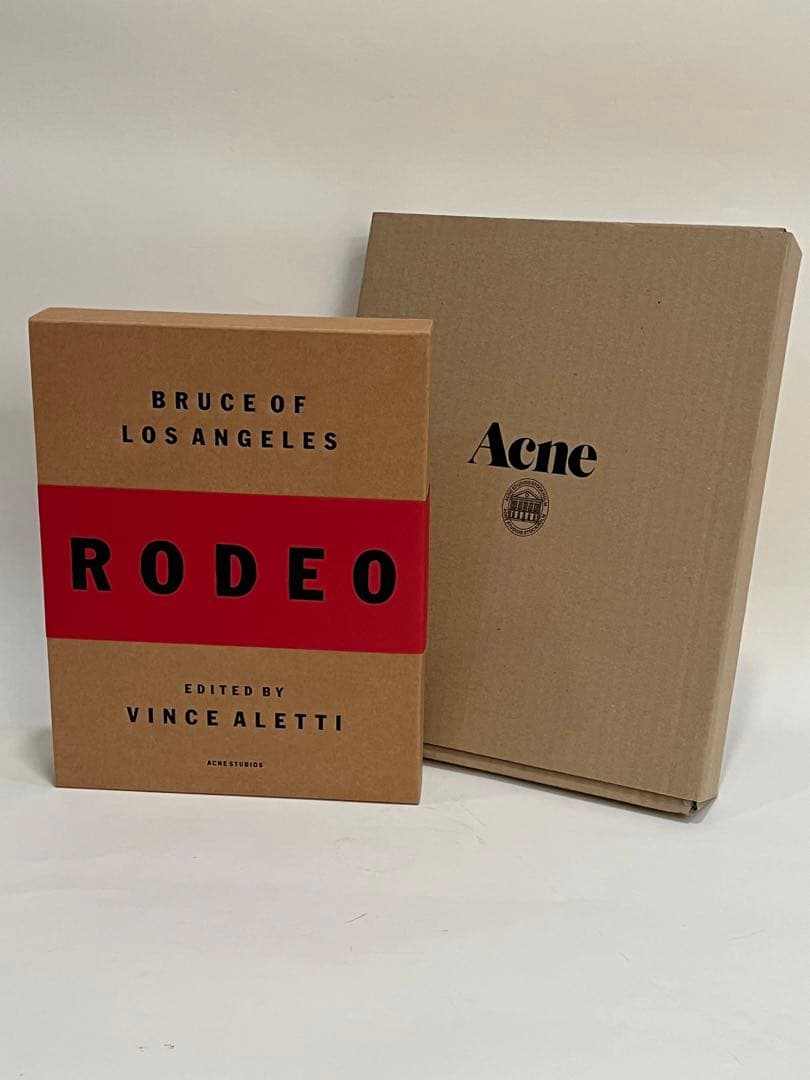 BRUCE OF
LOS ANGELES
RODEO
EDITED BY
VINCE ALETTI
ACNE STUDIOS
Acne